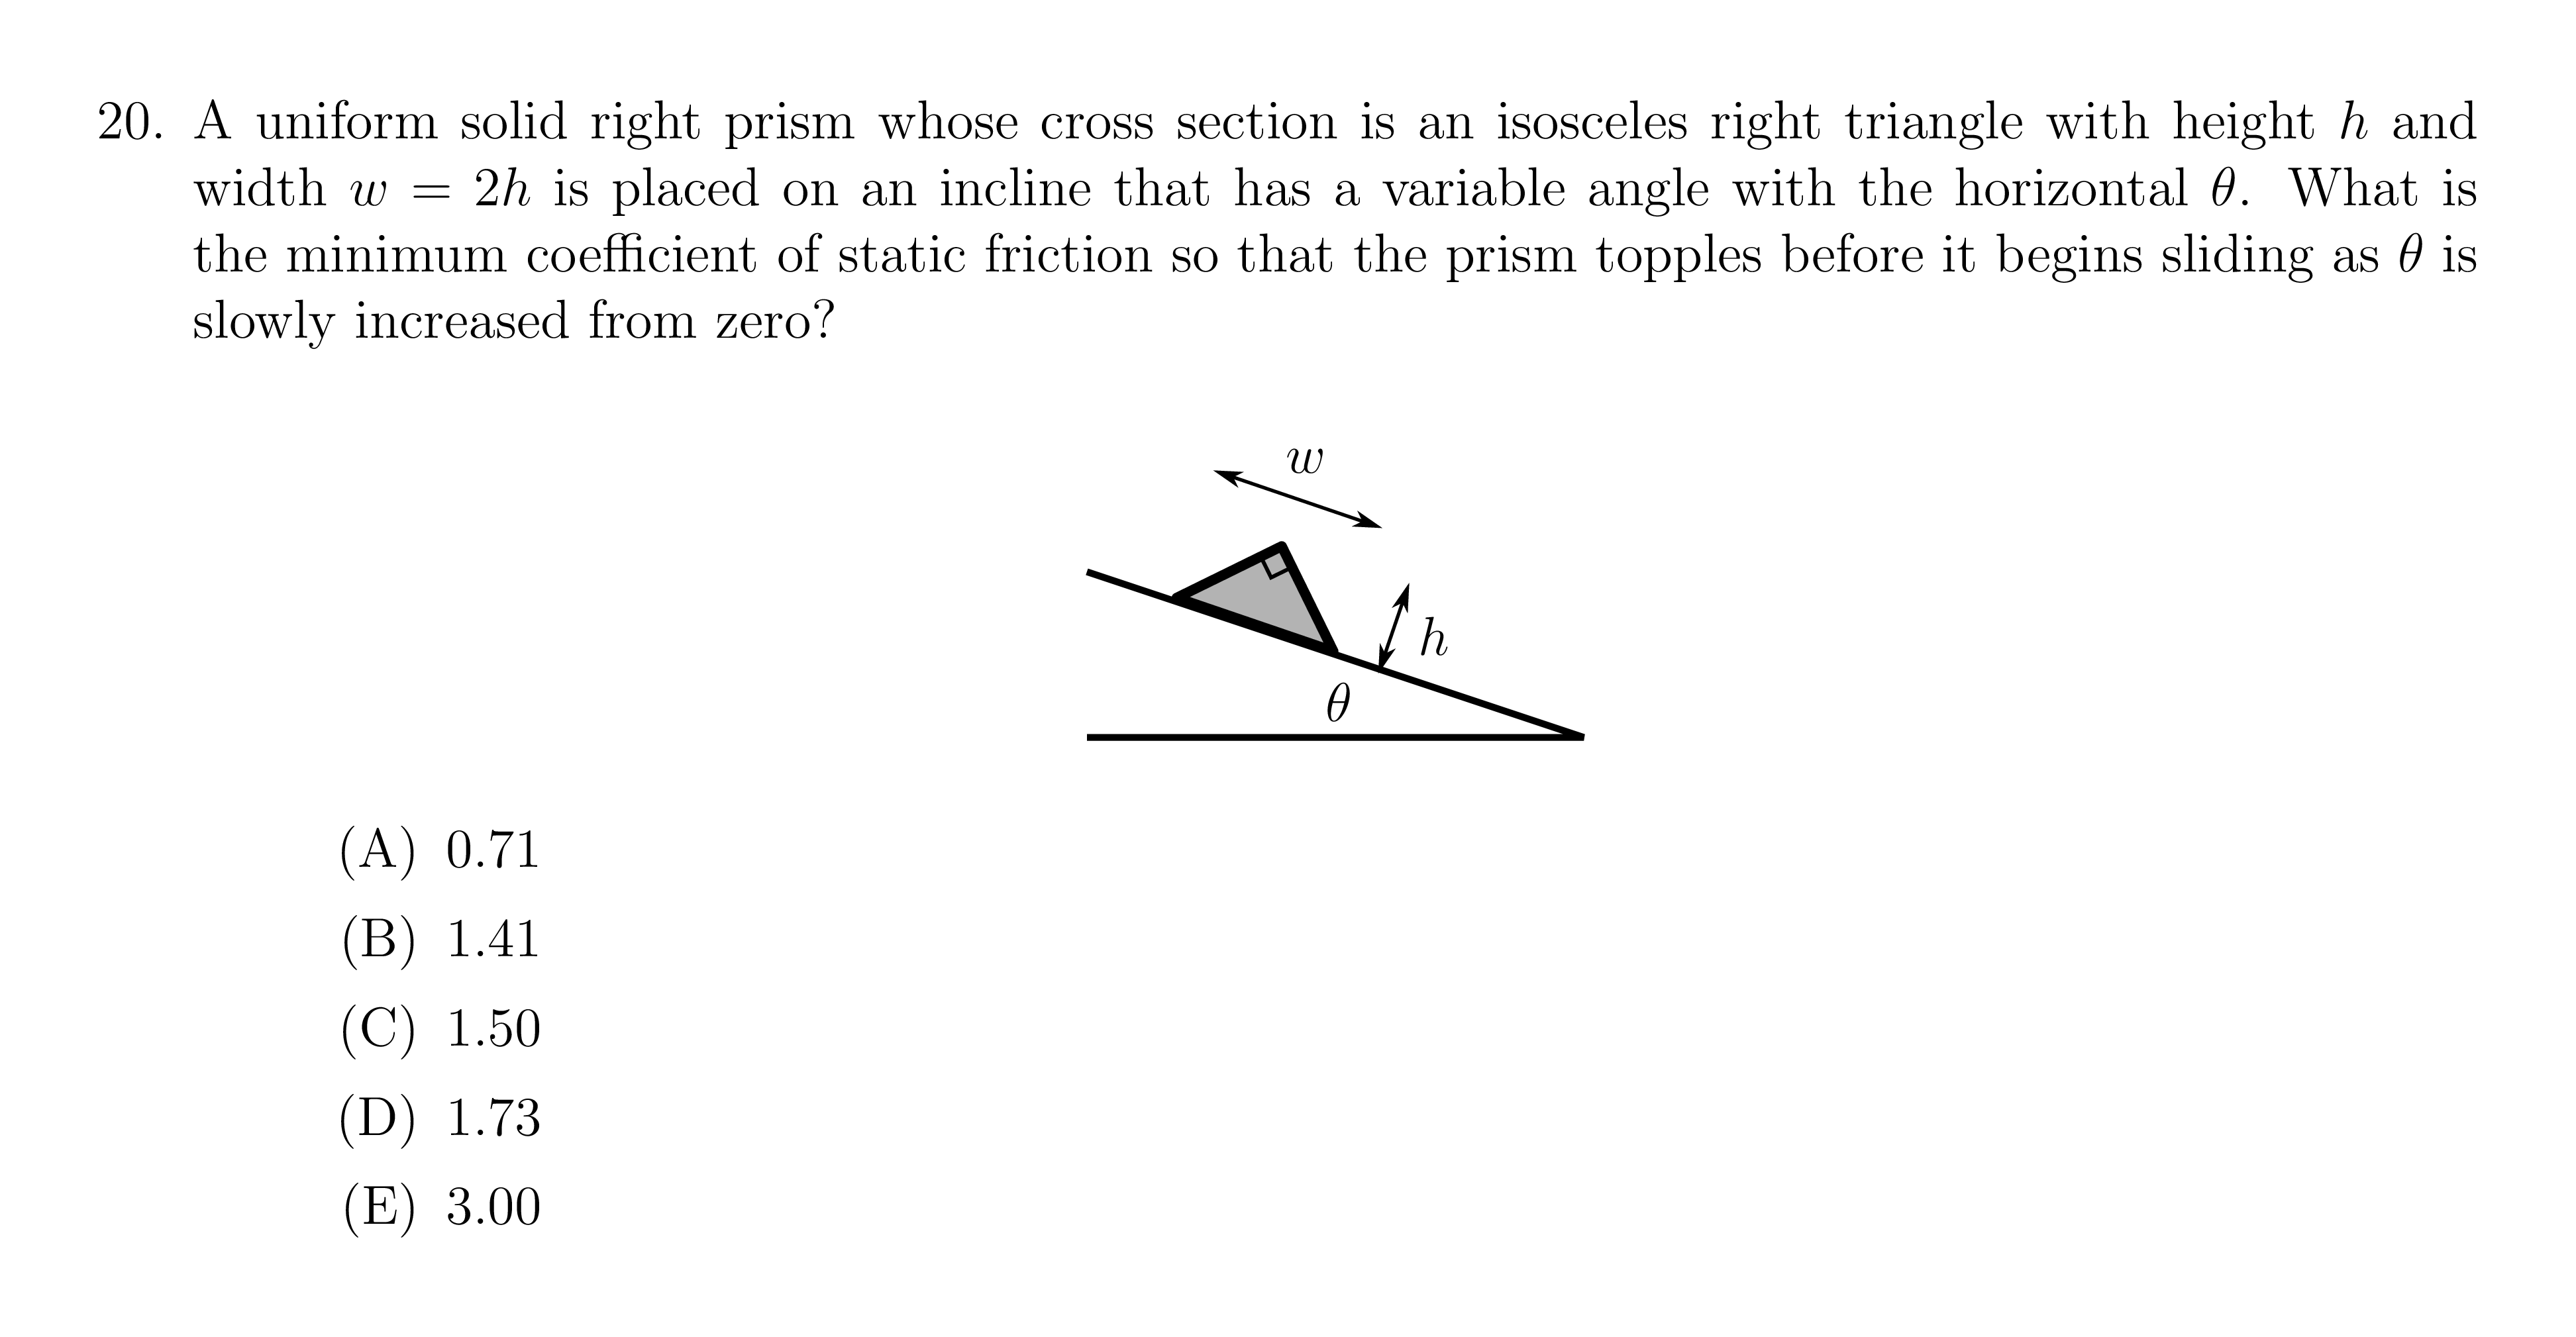 20. A uniform solid right prism whose cross section is an isosceles right triangle with height h and
width w = 2h is placed on an incline that has a variable angle with the horizontal θ. What is
the minimum coefficient of static friction so that the prism topples before it begins sliding as θ is
slowly increased from zero?
w
h
θ
(A) 0.71
(B) 1.41
(C) 1.50
(D) 1.73
(E) 3.00